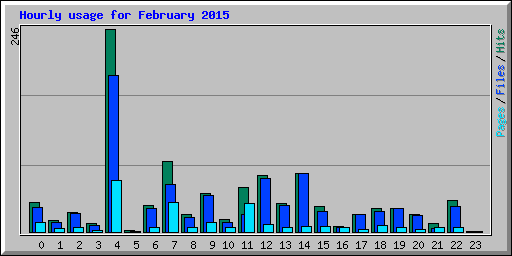 Hourly usage for February 2015
246
Pages / Files / Hits
0 1 2 3 4 5 6 7 8 9 10 11 12 13 14 15 16 17 18 19 20 21 22 23